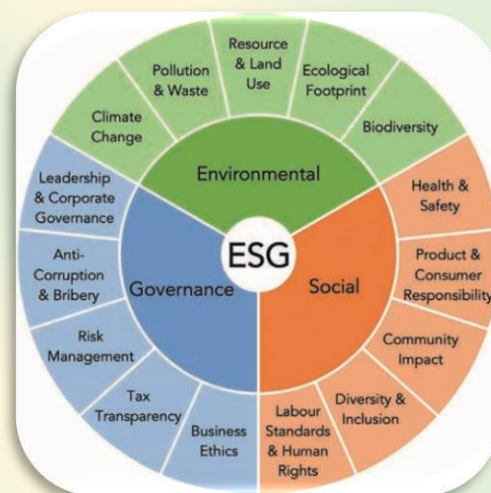 Resource
& Land
Use
Pollution
& Waste
Ecological
Footprint
Climate
Change
Biodiversity
Environmental
Leadership
& Corporate
Governance
Health &
Safety
Anti-
Corruption
& Bribery
ESG
Governance
Social
Product &
Consumer
Responsibility
Risk
Management
Community
Impact
Tax
Transparency
Diversity &
Inclusion
Business
Ethics
Labour
Standards
& Human
Rights